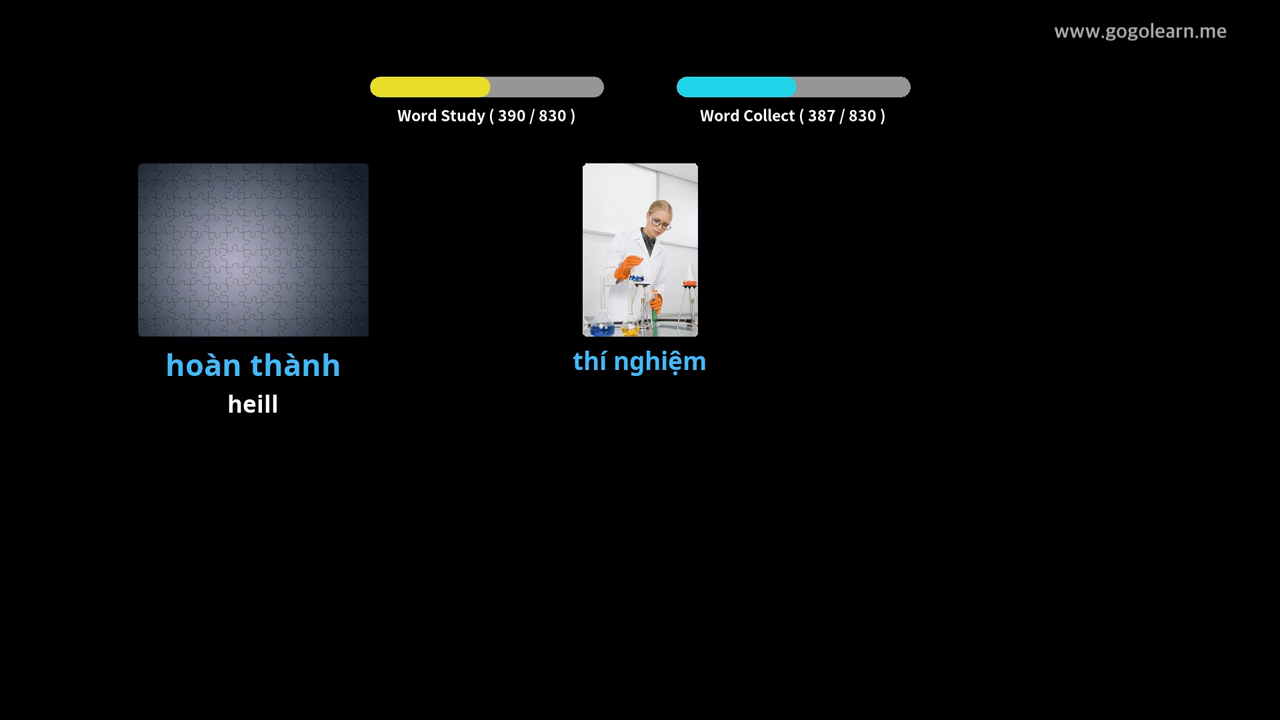 www.gogolearn.me
Word Study ( 390 / 830 )
Word Collect ( 387 / 830 )
hoàn thành
heill
thí nghiệm